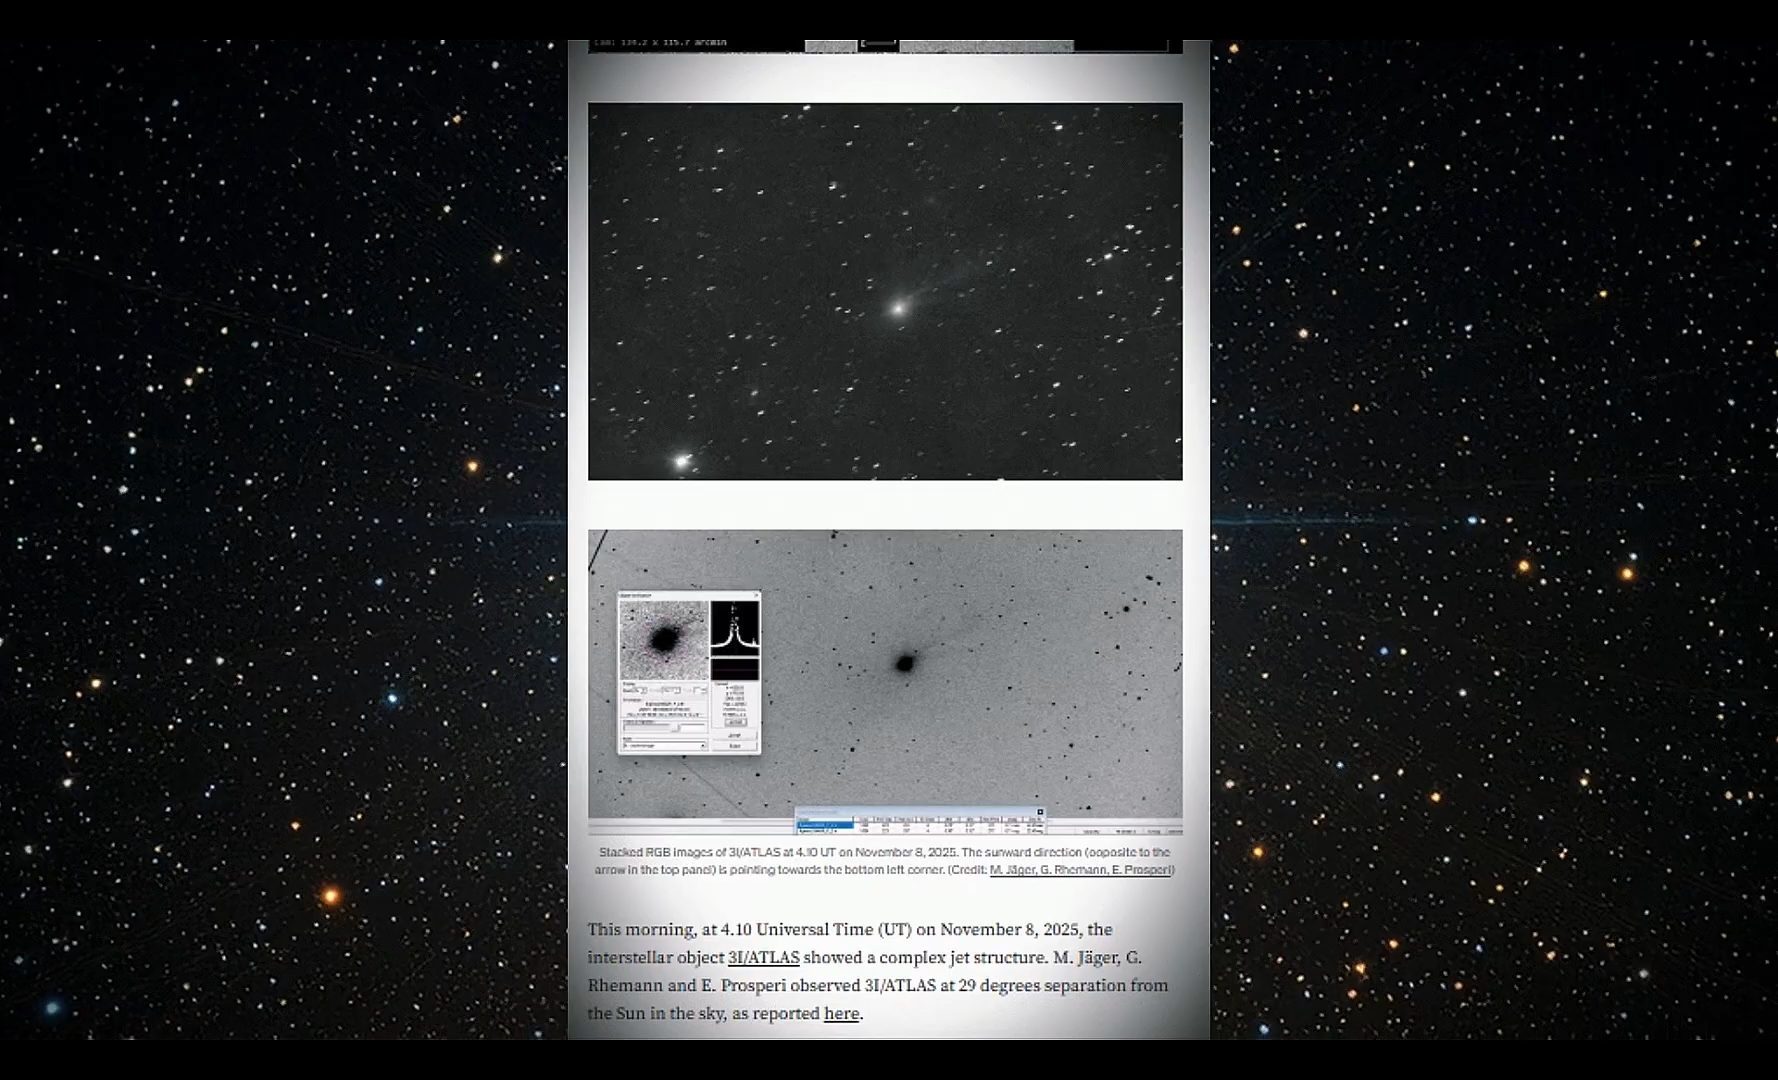 Stacked RGB images of 3I/ATLAS at 4.10 UT on November 8, 2025. The sunward direction (opposite to the
arrow in the top panel) is pointing towards the bottom left corner. (Credit: M. Jäger, G. Rhemann, E. Prosperi)
This morning, at 4.10 Universal Time (UT) on November 8, 2025, the
interstellar object 3I/ATLAS showed a complex jet structure. M. Jäger, G.
Rhemann and E. Prosperi observed 3I/ATLAS at 29 degrees separation from
the Sun in the sky, as reported here.